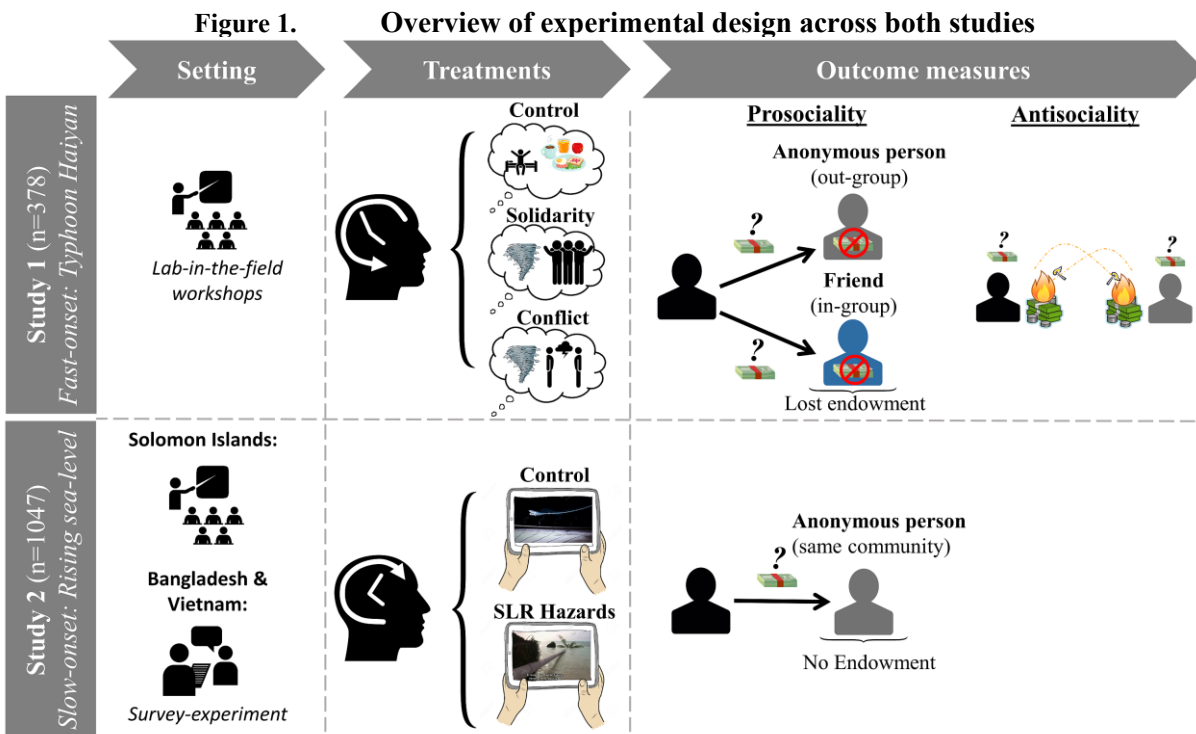 Figure 1. Overview of experimental design across both studies
Setting
Treatments
Outcome measures
Study 1 (n=378)
Fast-onset: Typhoon Haiyan
Lab-in-the-field
workshops
Control
Solidarity
Conflict
Prosociality
Anonymous person
(out-group)
?
Friend
(in-group)
?
Lost endowment
Antisociality
?
?
Study 2 (n=1047)
Slow-onset: Rising sea-level
Solomon Islands:
Bangladesh &
Vietnam:
Survey-experiment
Control
SLR Hazards
Anonymous person
(same community)
?
No Endowment